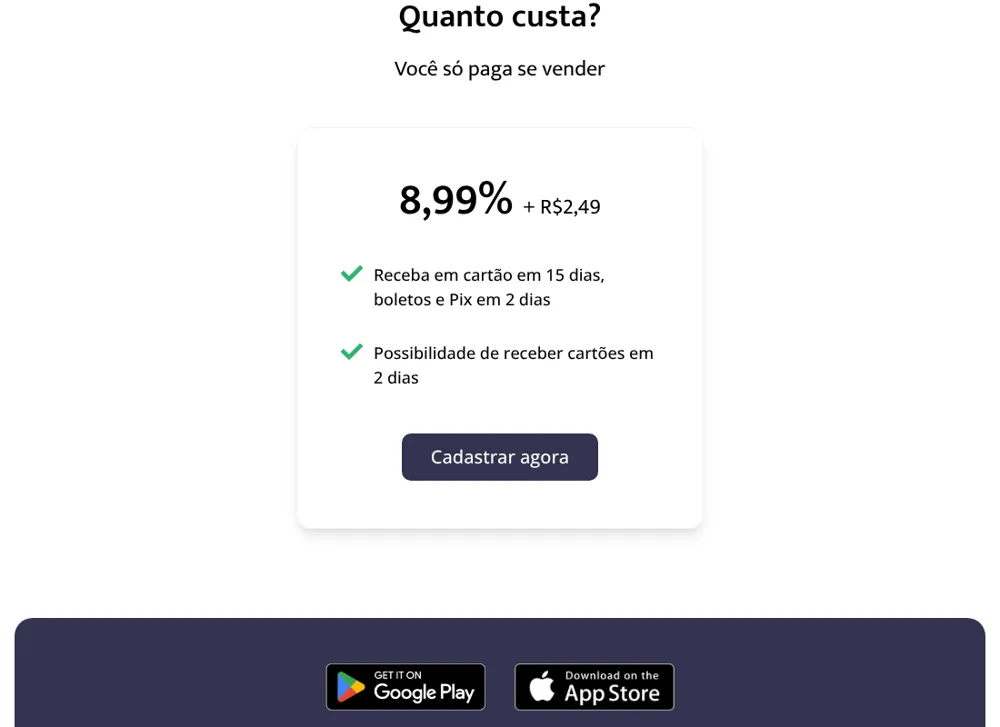 Quanto custa?
Você só paga se vender
8,99% + R$2,49
Receba em cartão em 15 dias,
boletos e Pix em 2 dias
Possibilidade de receber cartões em
2 dias
Cadastrar agora
GET IT ON
Google Play
Download on the
App Store